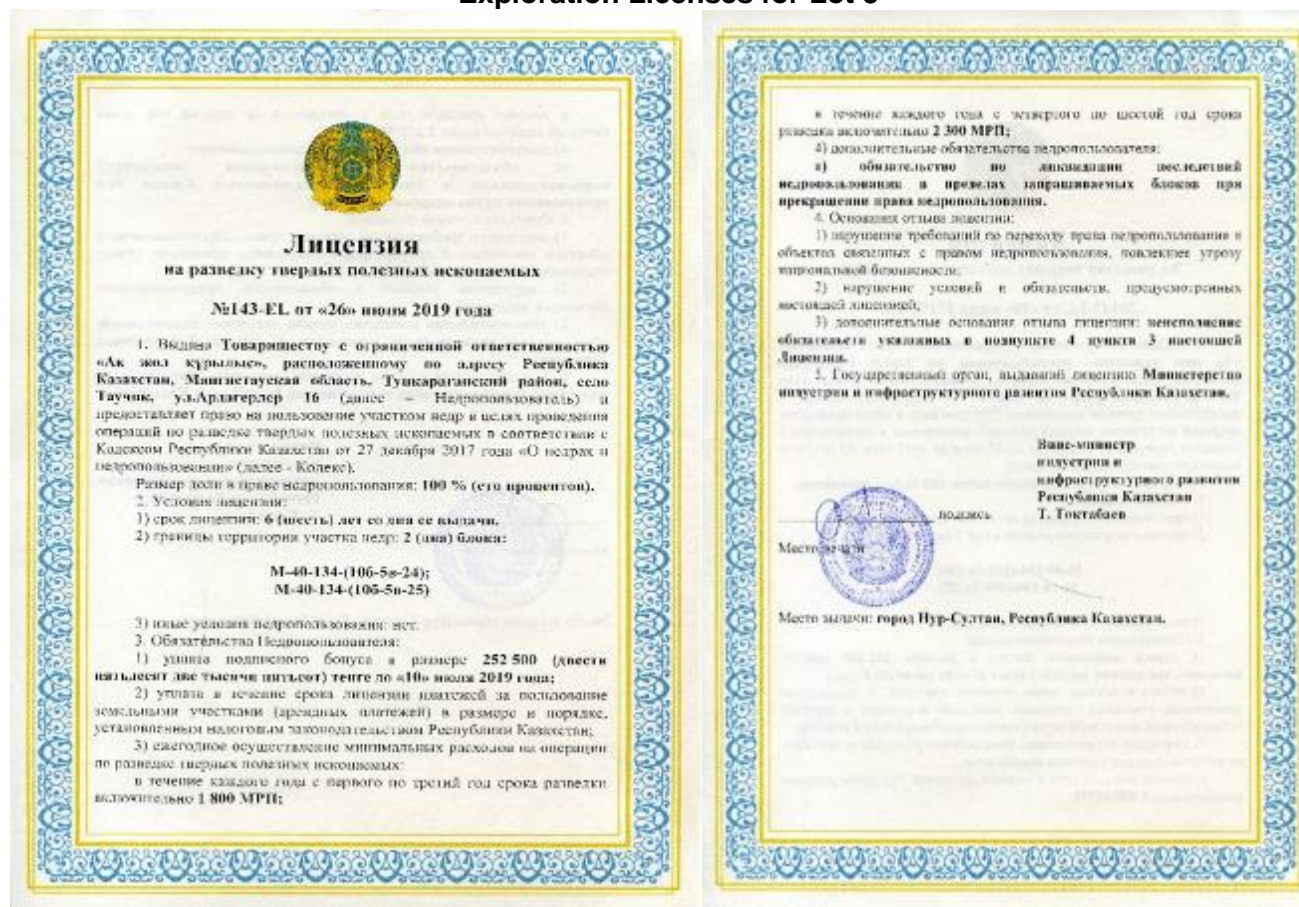 Exploration Licenses for Lot
Лицензия
на разведку твердых полезных ископаемых
№143-EL от «26» июня 2019 года
1. Выдана Товариществу с ограниченной ответственностью
«Ак жол курылыс», расположенному по адресу Республика
Казахстан, Мангистауская область, Тупкараганский район, село
Таучик, ул.Ардагерлер 16 (далее – Недропользователь) и
предоставляет право на пользование участком недр в целях проведения
операций по разведке твердых полезных ископаемых в соответствии с
Кодексом Республики Казахстан от 27 декабря 2017 года «О недрах и
недропользовании» (далее - Кодекс).
Размер доли в праве недропользования: 100 % (сто процентов).
2. Условия лицензии:
1) срок лицензии: 6 (шесть) лет со дня ее выдачи.
2) границы территории участка недр: 2 (два) блока:
М-40-134-(10б-5в-24);
М-40-134-(10б-5в-25)
3) иные условия недропользования: нет.
3. Обязательства Недропользователя:
1) уплата подписного бонуса в размере 252 500 (двести
пятьдесят две тысячи пятьсот) тенге до «10» июля 2019 года;
2) уплата в течение срока лицензии платежей за пользование
земельными участками (арендных платежей) в размере и порядке,
установленным налоговым законодательством Республики Казахстан;
3) ежегодное осуществление минимальных расходов на операции
по разведке твердых полезных ископаемых:
в течение каждого года с первого по третий год срока разведки
включительно 1 800 МРП;
в течение каждого года с четвертого по шестой год срока
разведки включительно 2 300 МРП;
4) дополнительные обязательства недропользователя:
а) обязательство по ликвидации последствий
недропользования в пределах запрашиваемых блоков при
прекращении права недропользования.
4. Основания отзыва лицензии:
1) нарушение требований по переходу права недропользования и
объектов связанных с правом недропользования, повлекшее угрозу
национальной безопасности;
2) нарушение условий и обязательств, предусмотренных
настоящей лицензией;
3) дополнительные основания отзыва лицензии: неисполнение
обязательств указанных в подпункте 4 пункта 3 настоящей
Лицензии.
5. Государственный орган, выдавший лицензию Министерство
индустрии и инфраструктурного развития Республики Казахстан.
Вице-министр
индустрии и
инфраструктурного развития
Республики Казахстан
Т. Токтабаев
подпись
Место печати
Место выдачи: город Нур-Султан, Республика Казахстан.